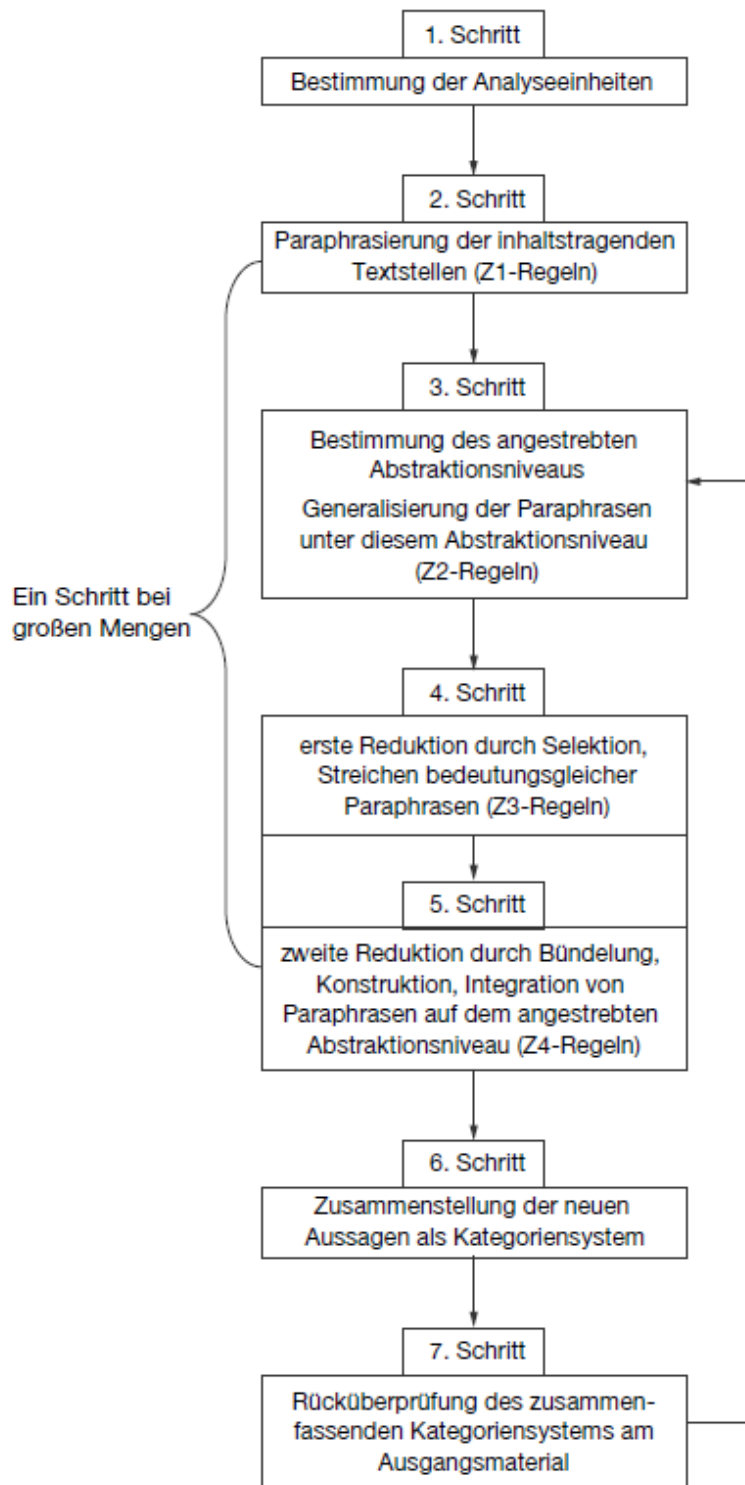 1. Schritt
Bestimmung der Analyseeinheiten
2. Schritt
Paraphrasierung der inhaltstragenden
Textstellen (Z1-Regeln)
3. Schritt
Bestimmung des angestrebten
Abstraktionsniveaus
Generalisierung der Paraphrasen
unter diesem Abstraktionsniveau
(Z2-Regeln)
Ein Schritt bei
großen Mengen
4. Schritt
erste Reduktion durch Selektion,
Streichen bedeutungsgleicher
Paraphrasen (Z3-Regeln)
5. Schritt
zweite Reduktion durch Bündelung,
Konstruktion, Integration von
Paraphrasen auf dem angestrebten
Abstraktionsniveau (Z4-Regeln)
6. Schritt
Zusammenstellung der neuen
Aussagen als Kategoriensystem
7. Schritt
Rücküberprüfung des zusammen-
fassenden Kategoriensystems am
Ausgangsmaterial